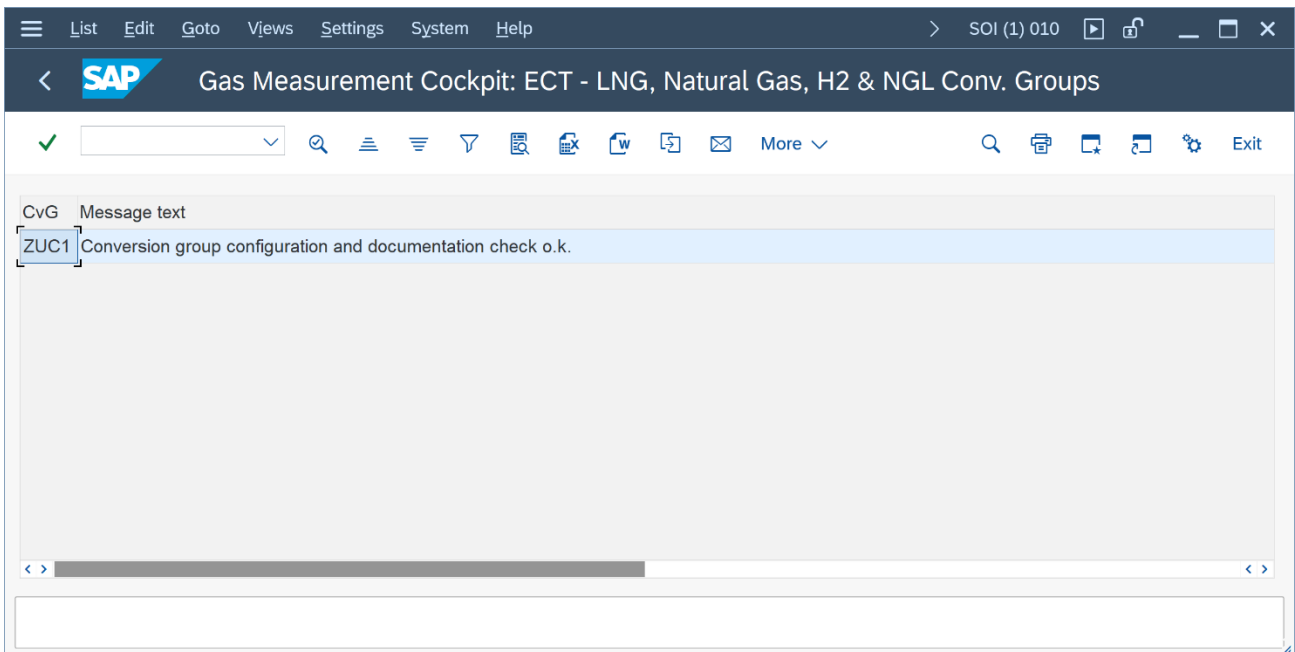 List Edit Goto Views Settings System Help SOI (1) 010
SAP Gas Measurement Cockpit: ECT - LNG, Natural Gas, H2 & NGL Conv. Groups
More Exit
CvG Message text
ZUC1 Conversion group configuration and documentation check o.k.